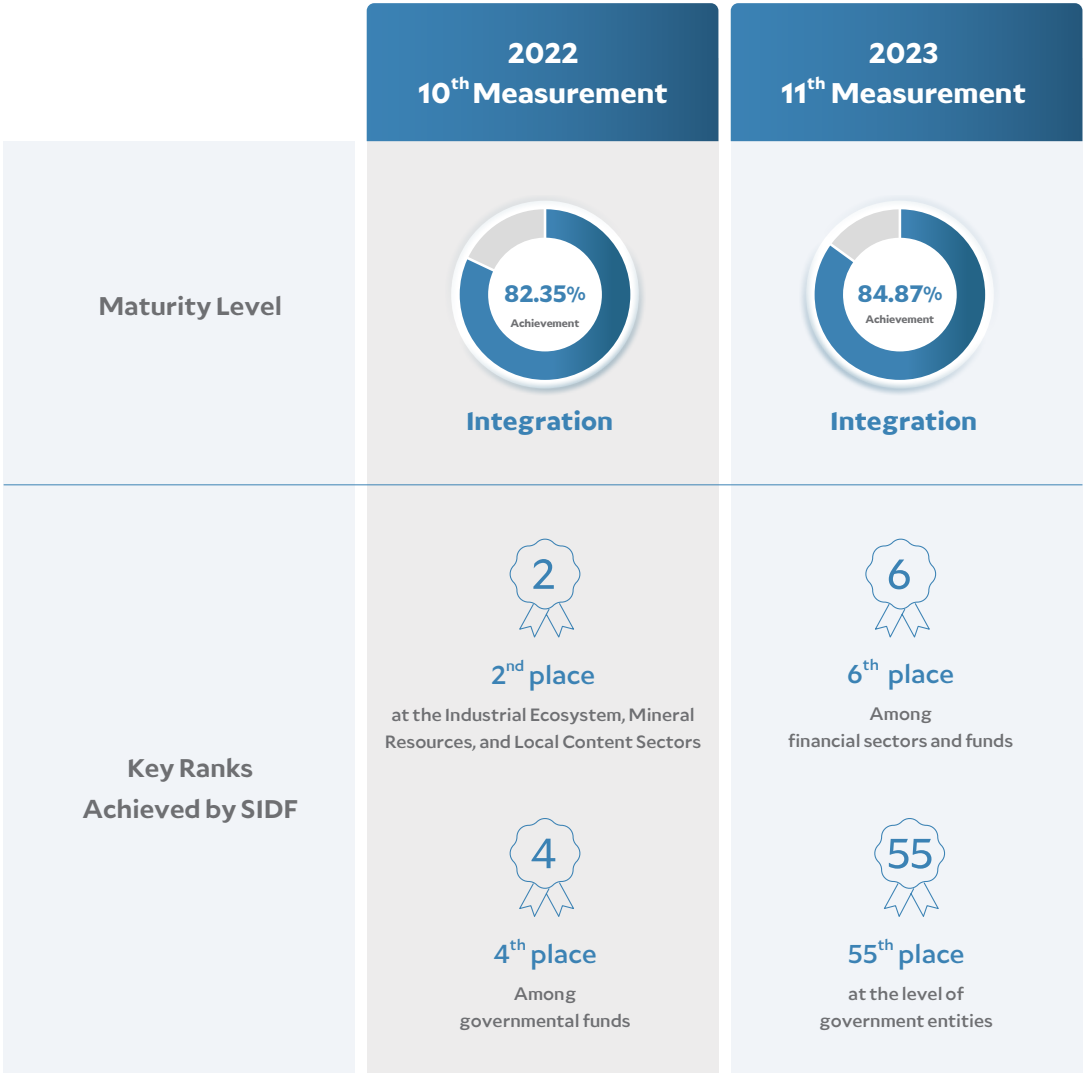 2022
10th Measurement
2023
11th Measurement
Maturity Level
82.35%
Achievement
Integration
84.87%
Achievement
Integration
Key Ranks
Achieved by SIDF
2
2nd place
at the Industrial Ecosystem, Mineral
Resources, and Local Content Sectors
6
6th place
Among
financial sectors and funds
4
4th place
Among
governmental funds
55
55th place
at the level of
government entities